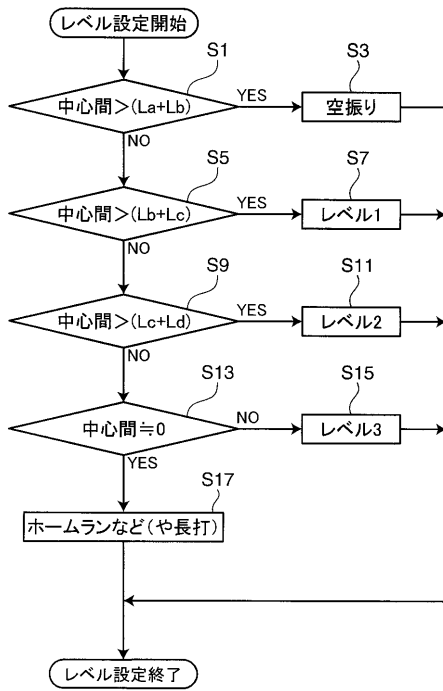 レベル設定開始
S1
S3
中心間>(La+Lb)
YES
空振り
NO
S5
S7
中心間>(Lb+Lc)
YES
レベル1
NO
S9
S11
中心間>(Lc+Ld)
YES
レベル2
NO
S13
S15
中心間≒0
NO
レベル3
YES
S17
ホームランなど(や長打)
レベル設定終了